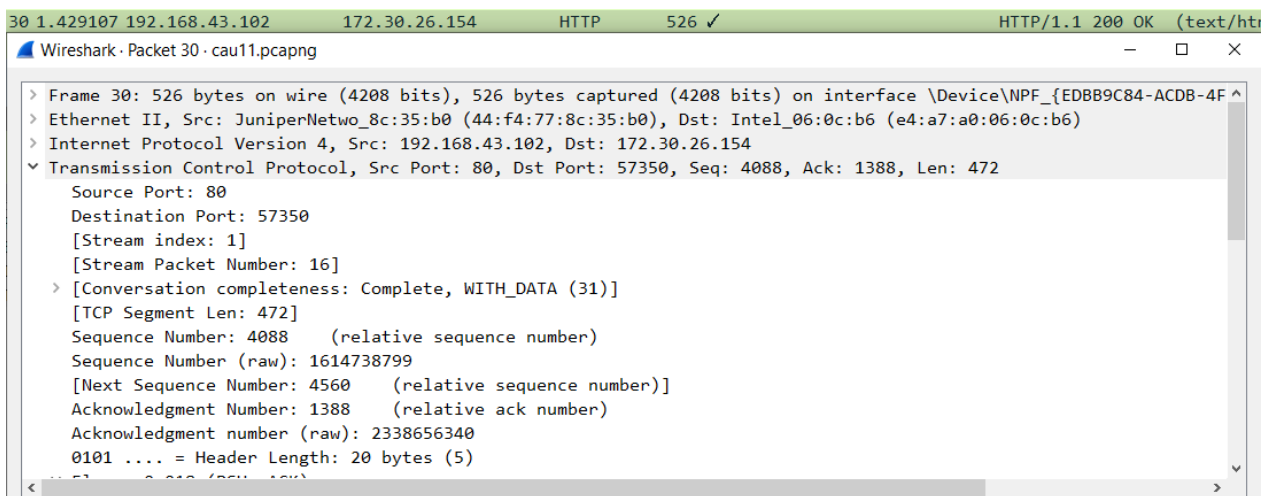 30 1.429107 192.168.43.102 172.30.26.154 HTTP 526 ✓ HTTP/1.1 200 OK (text/htm
Wireshark · Packet 30 · cau11.pcapng
Frame 30: 526 bytes on wire (4208 bits), 526 bytes captured (4208 bits) on interface \Device\NPF_{EDBB9C84-ACDB-4F
Ethernet II, Src: JuniperNetwo_8c:35:b0 (44:f4:77:8c:35:b0), Dst: Intel_06:0c:b6 (e4:a7:a0:06:0c:b6)
Internet Protocol Version 4, Src: 192.168.43.102, Dst: 172.30.26.154
Transmission Control Protocol, Src Port: 80, Dst Port: 57350, Seq: 4088, Ack: 1388, Len: 472
Source Port: 80
Destination Port: 57350
[Stream index: 1]
[Stream Packet Number: 16]
[Conversation completeness: Complete, WITH_DATA (31)]
[TCP Segment Len: 472]
Sequence Number: 4088 (relative sequence number)
Sequence Number (raw): 1614738799
[Next Sequence Number: 4560 (relative sequence number)]
Acknowledgment Number: 1388 (relative ack number)
Acknowledgment number (raw): 2338656340
0101 .... = Header Length: 20 bytes (5)